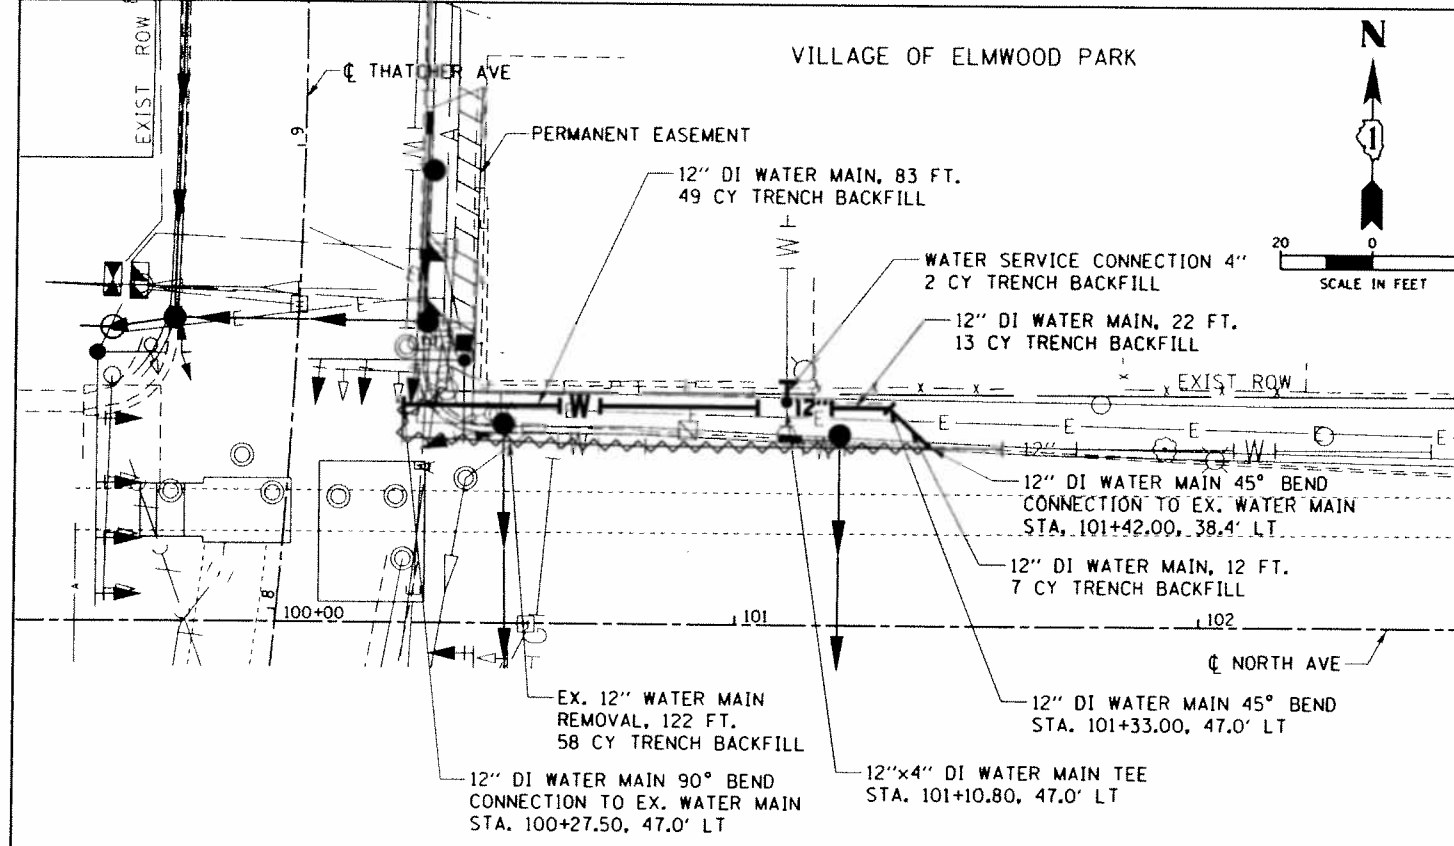 VILLAGE OF ELMWOOD PARK
N
1
EXIST ROW
℄ THATCHER AVE
9
PERMANENT EASEMENT
12" DI WATER MAIN, 83 FT.
49 CY TRENCH BACKFILL
W
W
WATER SERVICE CONNECTION 4"
2 CY TRENCH BACKFILL
20 0
SCALE IN FEET
12" DI WATER MAIN, 22 FT.
13 CY TRENCH BACKFILL
E
E
EXIST ROW
W
12"
E
E
E
E
E
E
12"
W
12" DI WATER MAIN 45° BEND
CONNECTION TO EX. WATER MAIN
STA. 101+42.00, 38.4' LT
12" DI WATER MAIN, 12 FT.
7 CY TRENCH BACKFILL
8
100+00
101
102
℄ NORTH AVE
EX. 12" WATER MAIN
REMOVAL, 122 FT.
58 CY TRENCH BACKFILL
12" DI WATER MAIN 45° BEND
STA. 101+33.00, 47.0' LT
12" DI WATER MAIN 90° BEND
CONNECTION TO EX. WATER MAIN
STA. 100+27.50, 47.0' LT
12"x4" DI WATER MAIN TEE
STA. 101+10.80, 47.0' LT